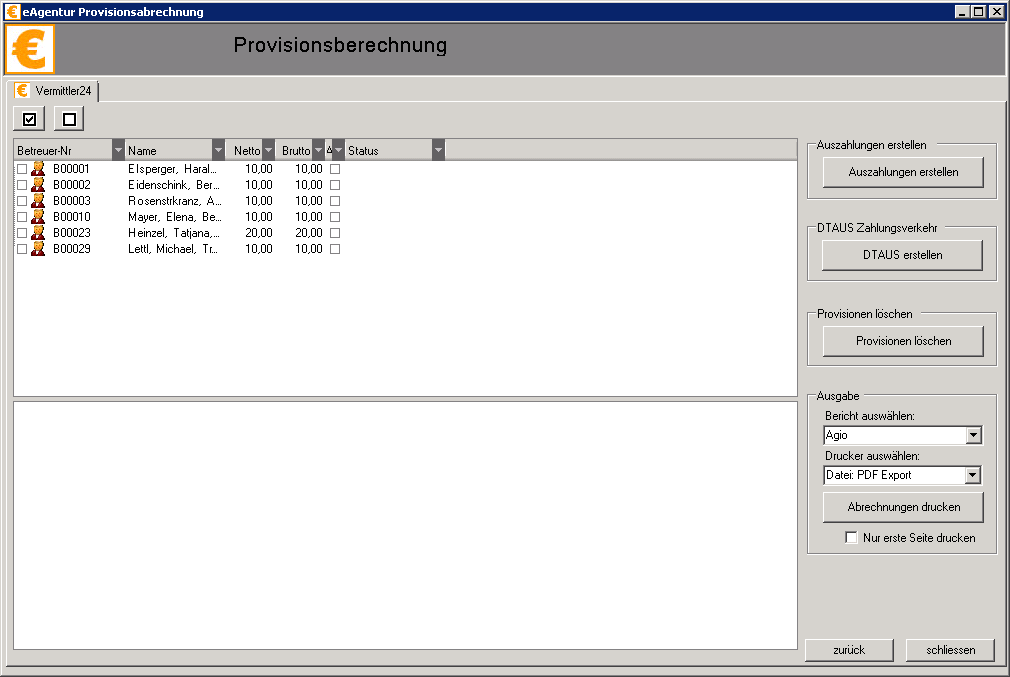 eAgentur Provisionsabrechnung
Provisionsberechnung
Vermittler24
Betreuer-Nr Name Netto Brutto Status
B00001 Elsperger, Haral... 10,00 10,00
B00002 Eidenschink, Ber... 10,00 10,00
B00003 Rosenstrkranz, A... 10,00 10,00
B00010 Mayer, Elena, Be... 10,00 10,00
B00023 Heinzel, Tatjana,... 20,00 20,00
B00029 Lettl, Michael, Tr... 10,00 10,00
Auszahlungen erstellen
Auszahlungen erstellen
DTAUS Zahlungsverkehr
DTAUS erstellen
Provisionen löschen
Provisionen löschen
Ausgabe
Bericht auswählen:
Agio
Drucker auswählen:
Datei: PDF Export
Abrechnungen drucken
Nur erste Seite drucken
zurück schliessen